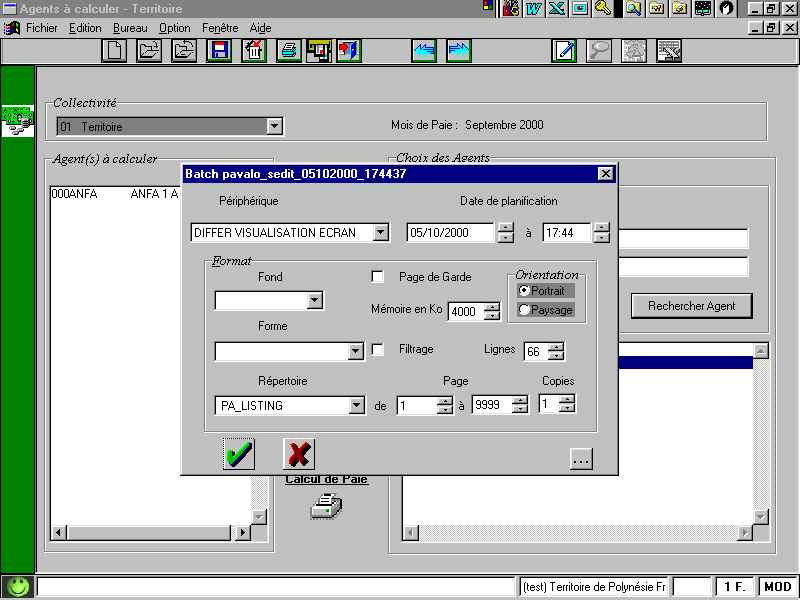 Agents à calculer - Territoire
Fichier Edition Bureau Option Fenêtre Aide
Collectivité
01 Territoire
Mois de Paie : Septembre 2000
Agent(s) à calculer
Choix des Agents
000ANFA ANFA 1 A
Batch pavalo_sedit_05102000_174437
Périphérique
Date de planification
DIFFER VISUALISATION ECRAN
05/10/2000
à
17:44
Format
Fond
Page de Garde
Orientation
Portrait
Paysage
Mémoire en Ko
4000
Rechercher Agent
Forme
Filtrage
Lignes
66
Répertoire
Page
Copies
PA_LISTING
de
1
à
9999
1
...
Calcul de Paie
(test) Territoire de Polynésie Fr
1 F.
MOD